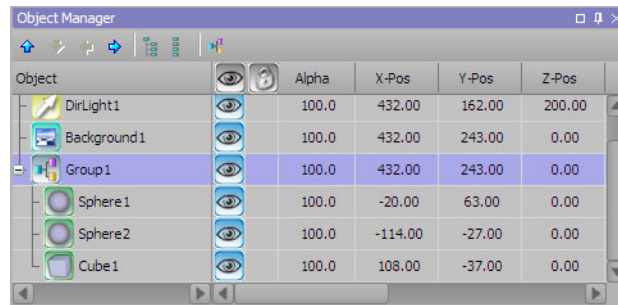 Object Manager
Object Alpha X-Pos Y-Pos Z-Pos
DirLight1 100.0 432.00 162.00 200.00
Background1 100.0 432.00 243.00 0.00
Group1 100.0 432.00 243.00 0.00
Sphere1 100.0 -20.00 63.00 0.00
Sphere2 100.0 -114.00 -27.00 0.00
Cube1 100.0 108.00 -37.00 0.00